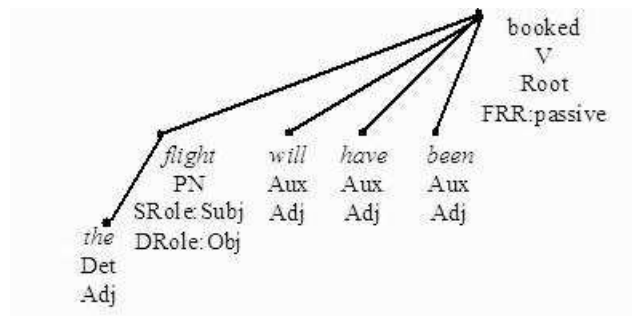 booked
V
Root
FRR:passive
flight
PN
SRole:Subj
DRole:Obj
will
Aux
Adj
have
Aux
Adj
been
Aux
Adj
the
Det
Adj